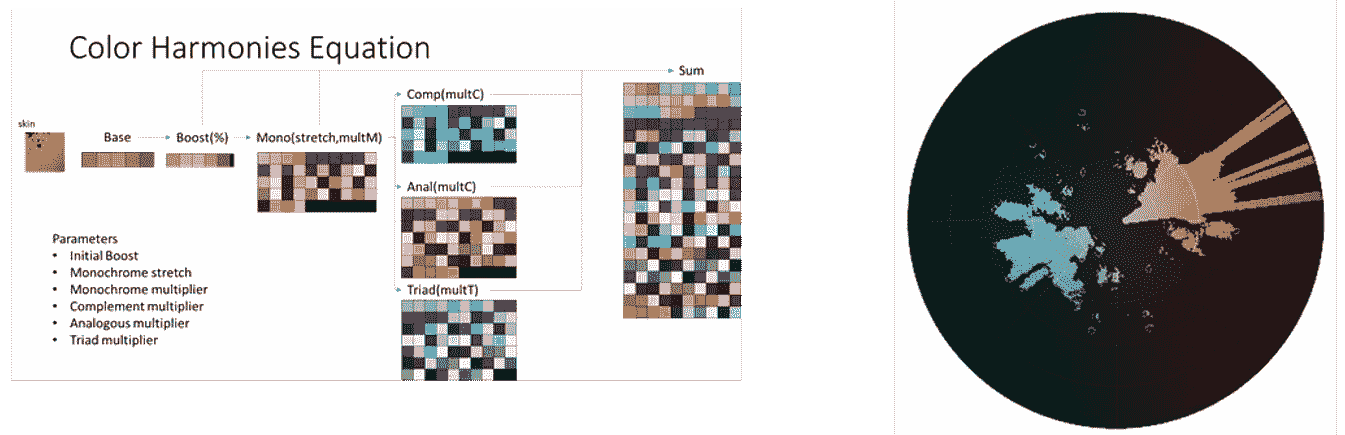 Color Harmonies Equation
Sum
Comp(multC)
skin
Base
Boost(%)
Mono(stretch,multM)
Anal(multC)
Parameters
• Initial Boost
• Monochrome stretch
• Monochrome multiplier
• Complement multiplier
• Analogous multiplier
• Triad multiplier
Triad(multT)